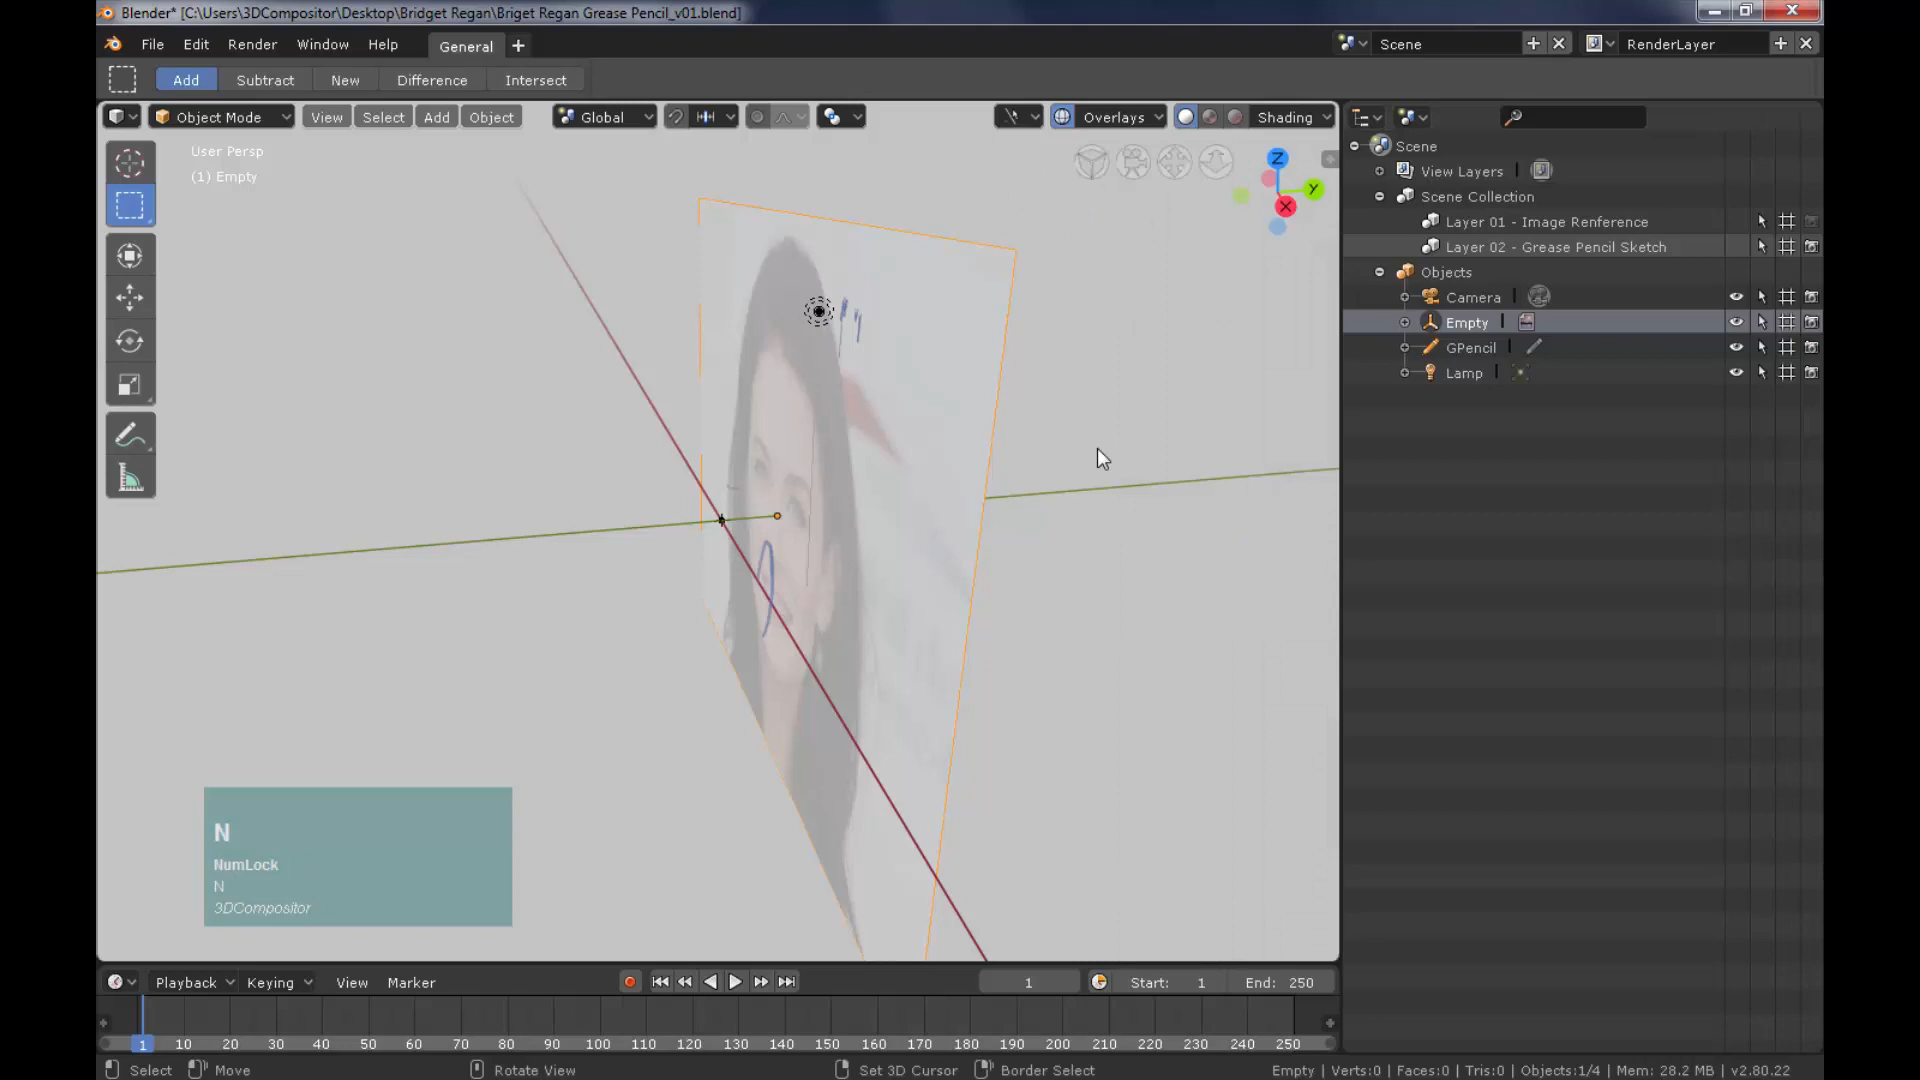 Blender* [C:\Users\3DCompositor\Desktop\Bridget Regan\Briget Regan Grease Pencil_v01.blend]
File Edit Render Window Help General + Scene RenderLayer
Add Subtract New Difference Intersect
Object Mode View Select Add Object Global Overlays Shading
User Persp
(1) Empty
Z
Y
X
Scene
View Layers
Scene Collection
Layer 01 - Image Renference
Layer 02 - Grease Pencil Sketch
Objects
Camera
Empty
GPencil
Lamp
N
NumLock
N
3DCompositor
Playback Keying View Marker 1 Start: 1 End: 250
1 10 20 30 40 50 60 70 80 90 100 110 120 130 140 150 160 170 180 190 200 210 220 230 240 250
Select Move Rotate View Set 3D Cursor Border Select Empty | Verts:0 | Faces:0 | Tris:0 | Objects:1/4 | Mem: 28.2 MB | v2.80.22